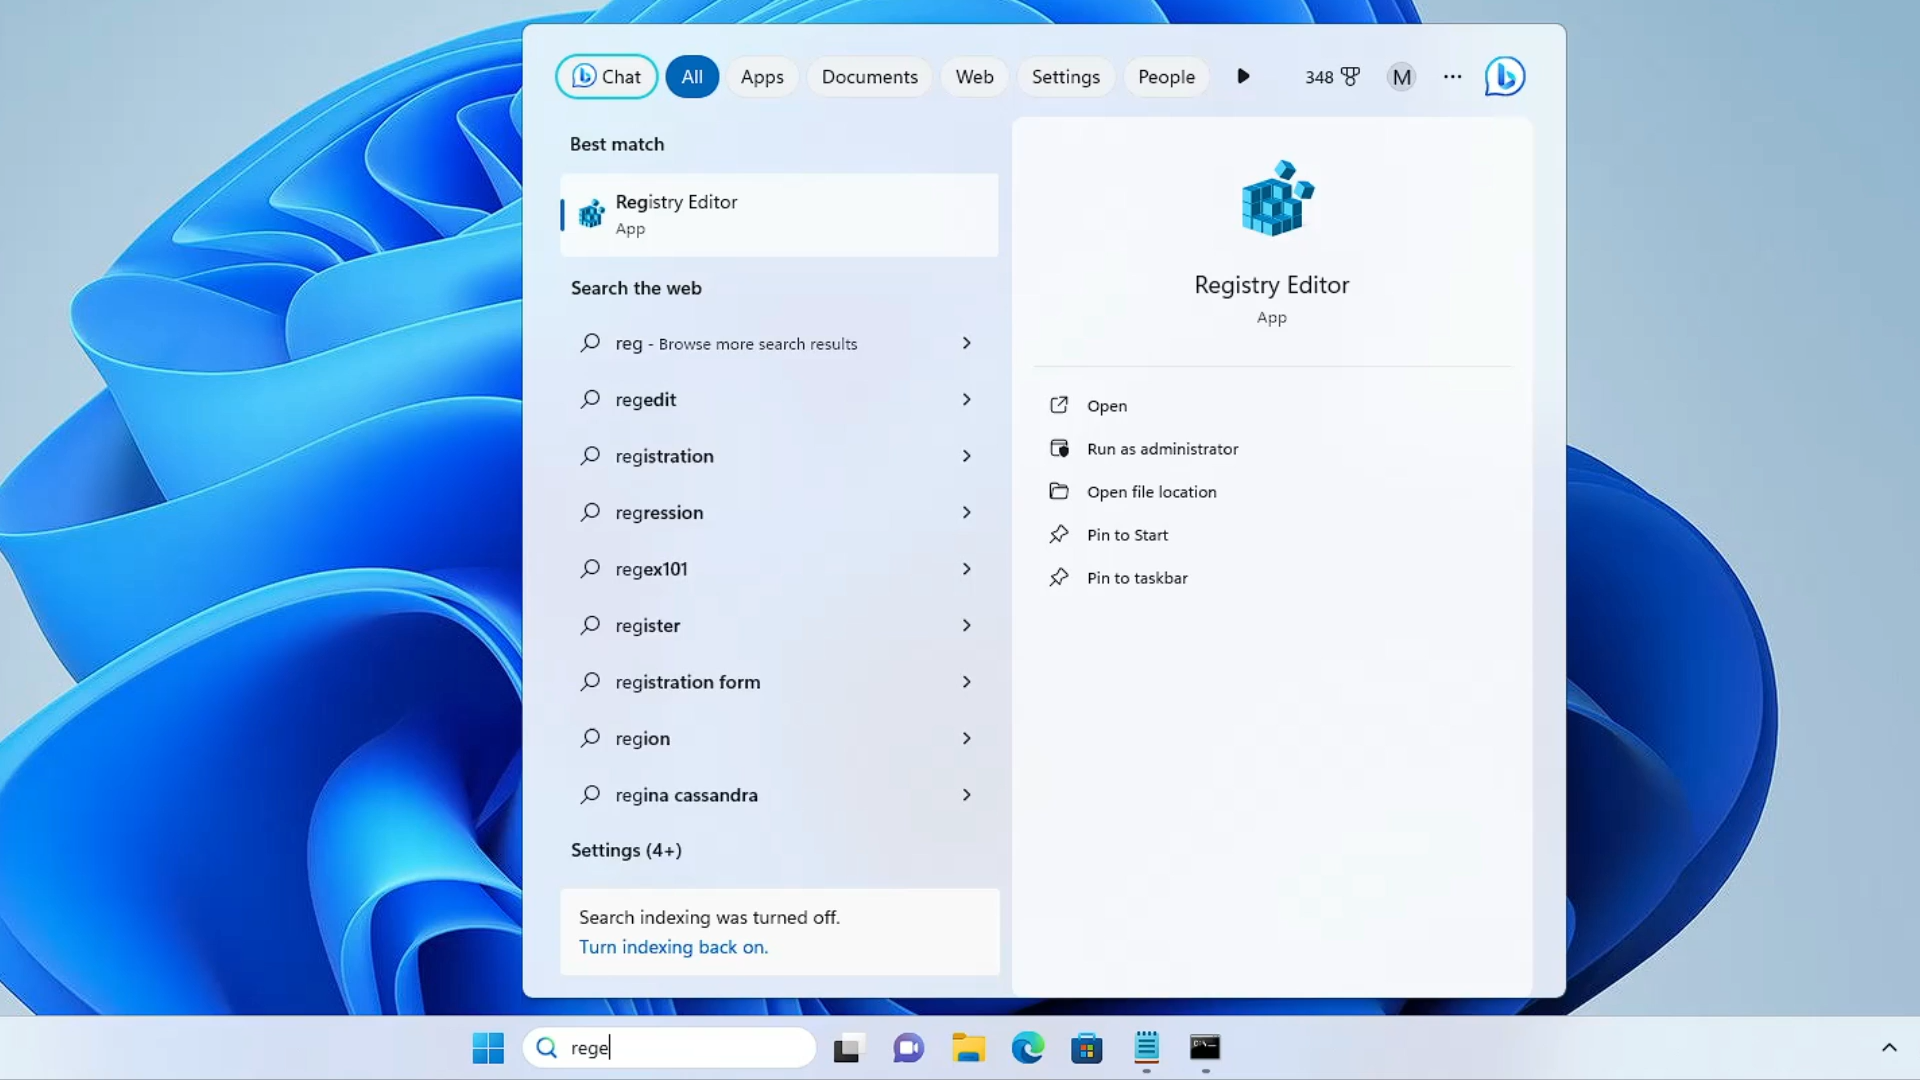 Chat
All
Apps
Documents
Web
Settings
People
348
M
Best match
Registry Editor
App
Search the web
reg - Browse more search results
regedit
registration
regression
regex101
register
registration form
region
regina cassandra
Settings (4+)
Search indexing was turned off.
Turn indexing back on.
Registry Editor
App
Open
Run as administrator
Open file location
Pin to Start
Pin to taskbar
rege